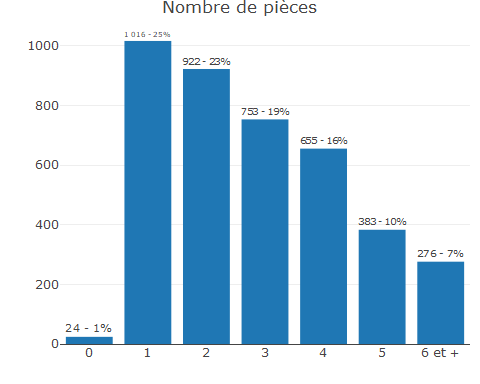 Nombre de pièces
1000
800
600
400
200
0
24 - 1%
1 016 - 25%
922 - 23%
753 - 19%
655 - 16%
383 - 10%
276 - 7%
0 1 2 3 4 5 6 et +